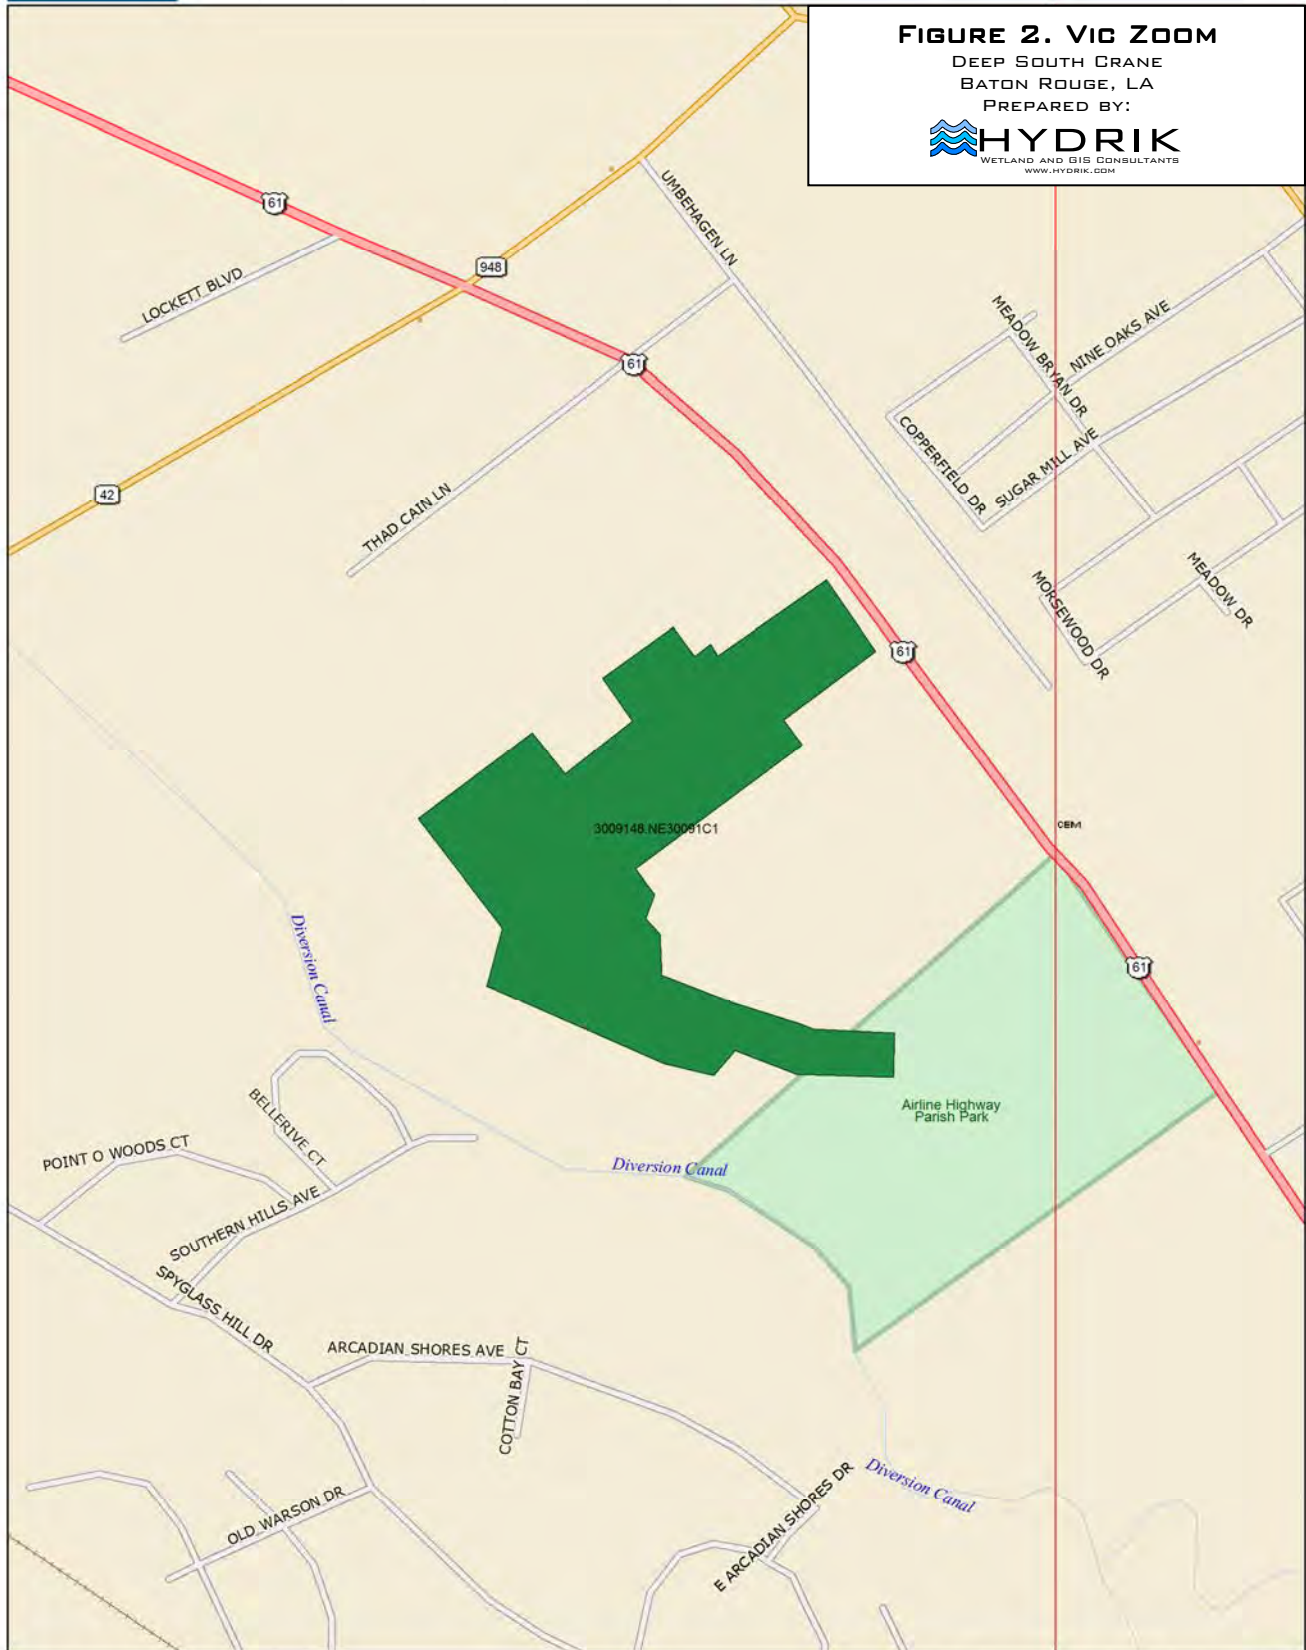 FIGURE 2. VIC ZOOM
DEEP SOUTH CRANE
BATON ROUGE, LA
PREPARED BY:
HYDRIK
WETLAND AND GIS CONSULTANTS
WWW.HYDRIK.COM
61
LOCKETT BLVD
948
UMBEHAGEN LN
61
42
THAD CAIN LN
MEADOW BRYAN DR
NINE OAKS AVE
COPPERFIELD DR
SUGAR MILL AVE
MORSEWOOD DR
MEADOW DR
61
3009148.NE30091C1
CEM
Diversion Canal
61
Airline Highway
Parish Park
BELLERIVE CT
POINT O WOODS CT
Diversion Canal
SOUTHERN HILLS AVE
SPYGLASS HILL DR
ARCADIAN SHORES AVE
COTTON BAY CT
Diversion Canal
OLD WARSON DR
E ARCADIAN SHORES DR